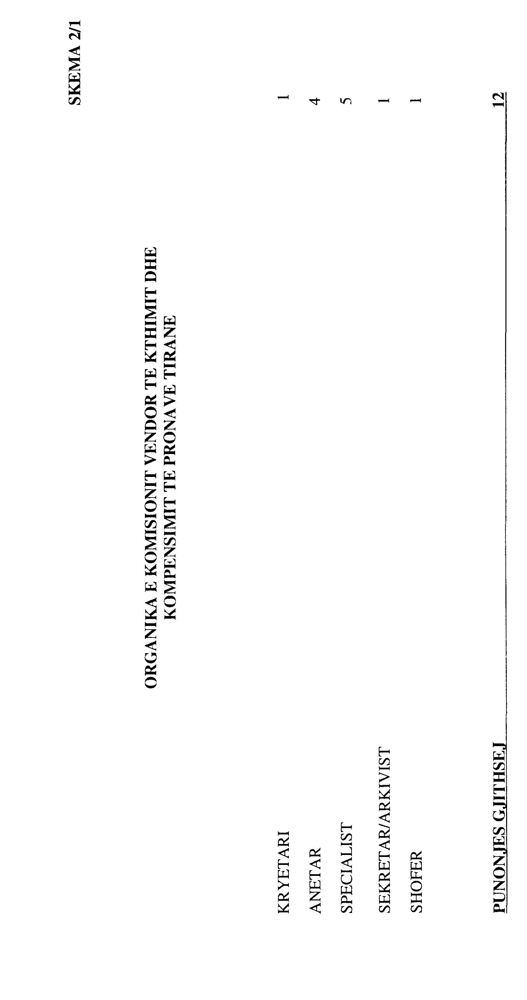 SKEMA 2/1
ORGANIKA E KOMISIONIT VENDOR TE KTHIMIT DHE
KOMPENSIMIT TE PRONAVE TIRANE
KRYETARI 1
ANETAR 4
SPECIALIST 5
SEKRETAR/ARKIVIST 1
SHOFER 1
PUNONJES GJITHSEJ 12